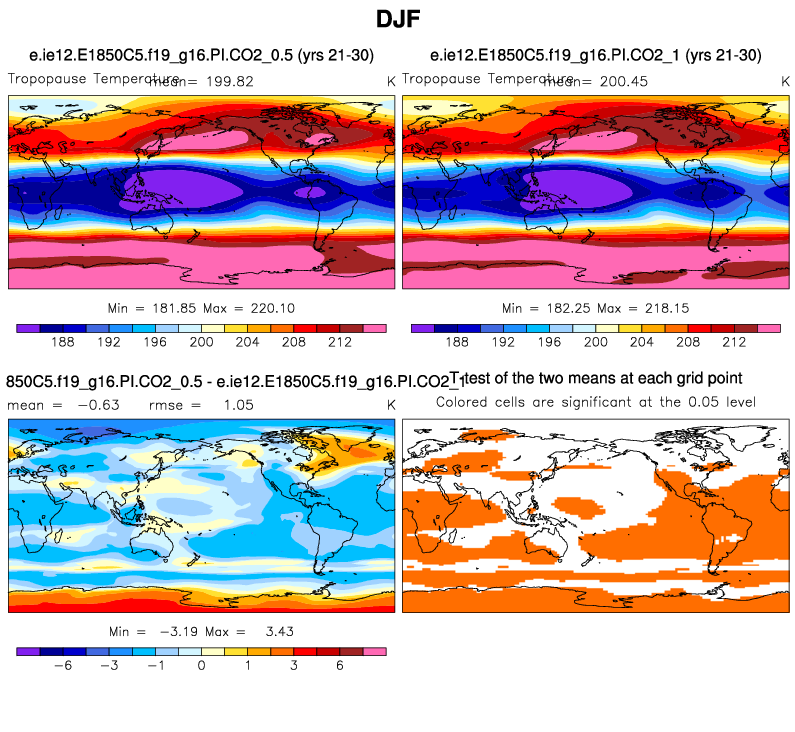 DJF
e.ie12.E1850C5.f19_g16.PI.CO2_0.5 (yrs 21-30)
Tropopause Temperature mean= 199.82 K
Min = 181.85 Max = 220.10
188 192 196 200 204 208 212
e.ie12.E1850C5.f19_g16.PI.CO2_1 (yrs 21-30)
Tropopause Temperature mean= 200.45 K
Min = 182.25 Max = 218.15
188 192 196 200 204 208 212
850C5.f19_g16.PI.CO2_0.5 - e.ie12.E1850C5.f19_g16.PI.CO2_1
mean = -0.63 rmse = 1.05 K
Min = -3.19 Max = 3.43
-6 -3 -1 0 1 3 6
T-test of the two means at each grid point
Colored cells are significant at the 0.05 level